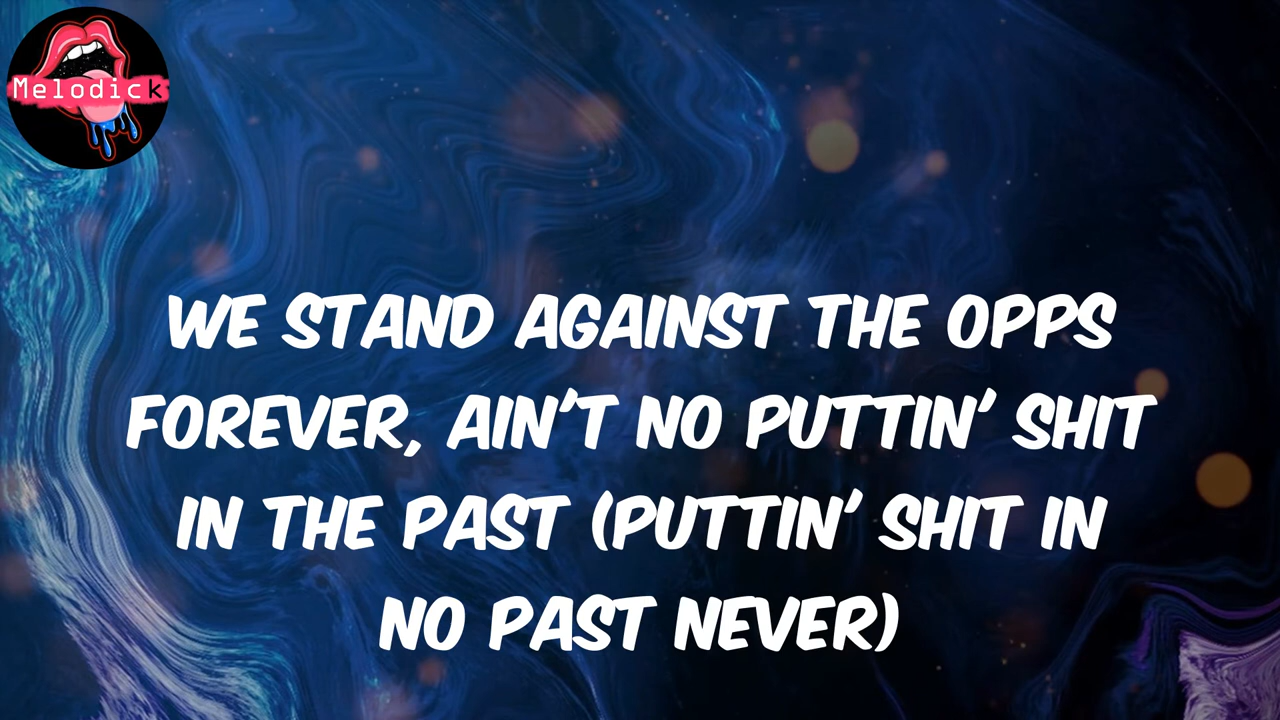 Melodick
WE STAND AGAINST THE OPPS
FOREVER, AIN'T NO PUTTIN' SHIT
IN THE PAST (PUTTIN' SHIT IN
NO PAST NEVER)